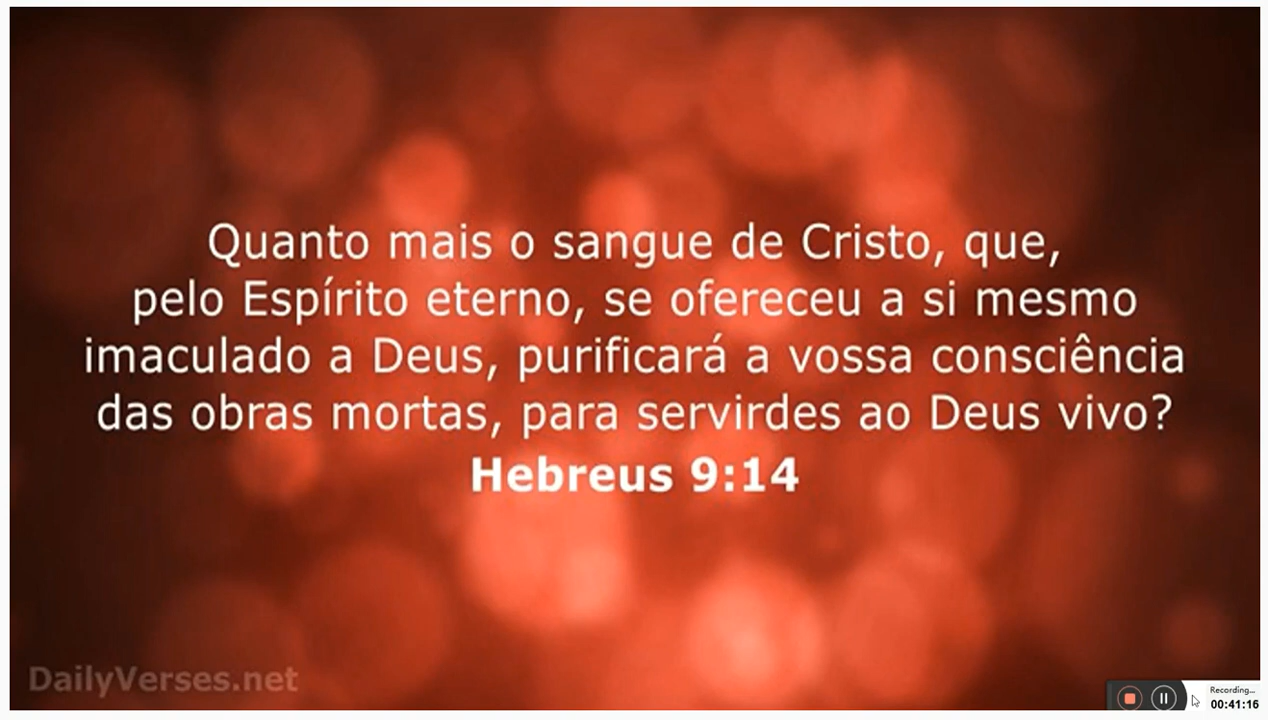 Quanto mais o sangue de Cristo, que,
pelo Espírito eterno, se ofereceu a si mesmo
imaculado a Deus, purificará a vossa consciência
das obras mortas, para servirdes ao Deus vivo?
Hebreus 9:14
DailyVerses.net
Recording...
00:41:16